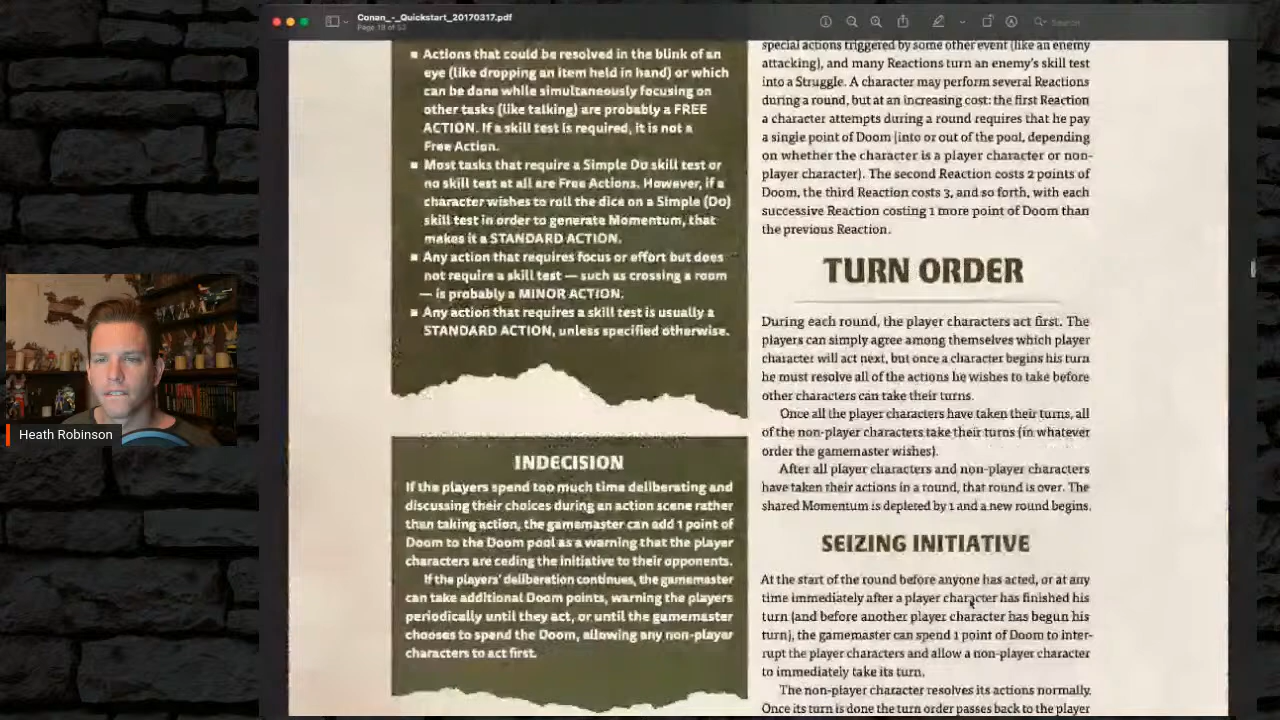 Conan_-_Quickstart_20170317.pdf
Page 19 of 53
Search
■ Actions that could be resolved in the blink of an
eye (like dropping an item held in hand) or which
can be done while simultaneously focusing on
other tasks (like talking) are probably a FREE
ACTION. If a skill test is required, it is not a
Free Action.
■ Most tasks that require a Simple D0 skill test or
no skill test at all are Free Actions. However, if a
character wishes to roll the dice on a Simple (D0)
skill test in order to generate Momentum, that
makes it a STANDARD ACTION.
■ Any action that requires focus or effort but does
not require a skill test — such as crossing a room
— is probably a MINOR ACTION.
■ Any action that requires a skill test is usually a
STANDARD ACTION, unless specified otherwise.
INDECISION
If the players spend too much time deliberating and
discussing their choices during an action scene rather
than taking action, the gamemaster can add 1 point of
Doom to the Doom pool as a warning that the player
characters are ceding the initiative to their opponents.
If the players' deliberation continues, the gamemaster
can take additional Doom points, warning the players
periodically until they act, or until the gamemaster
chooses to spend the Doom, allowing any non-player
characters to act first.
special actions triggered by some other event (like an enemy
attacking), and many Reactions turn an enemy's skill test
into a Struggle. A character may perform several Reactions
during a round, but at an increasing cost: the first Reaction
a character attempts during a round requires that he pay
a single point of Doom (into or out of the pool, depending
on whether the character is a player character or non-
player character). The second Reaction costs 2 points of
Doom, the third Reaction costs 3, and so forth, with each
successive Reaction costing 1 more point of Doom than
the previous Reaction.
TURN ORDER
During each round, the player characters act first. The
players can simply agree among themselves which player
character will act next, but once a character begins his turn
he must resolve all of the actions he wishes to take before
other characters can take their turns.
Once all the player characters have taken their turns, all
of the non-player characters take their turns (in whatever
order the gamemaster wishes).
After all player characters and non-player characters
have taken their actions in a round, that round is over. The
shared Momentum is depleted by 1 and a new round begins.
SEIZING INITIATIVE
At the start of the round before anyone has acted, or at any
time immediately after a player character has finished his
turn (and before another player character has begun his
turn), the gamemaster can spend 1 point of Doom to inter-
rupt the player characters and allow a non-player character
to immediately take its turn.
The non-player character resolves its actions normally.
Once its turn is done the turn order passes back to the player
Heath Robinson